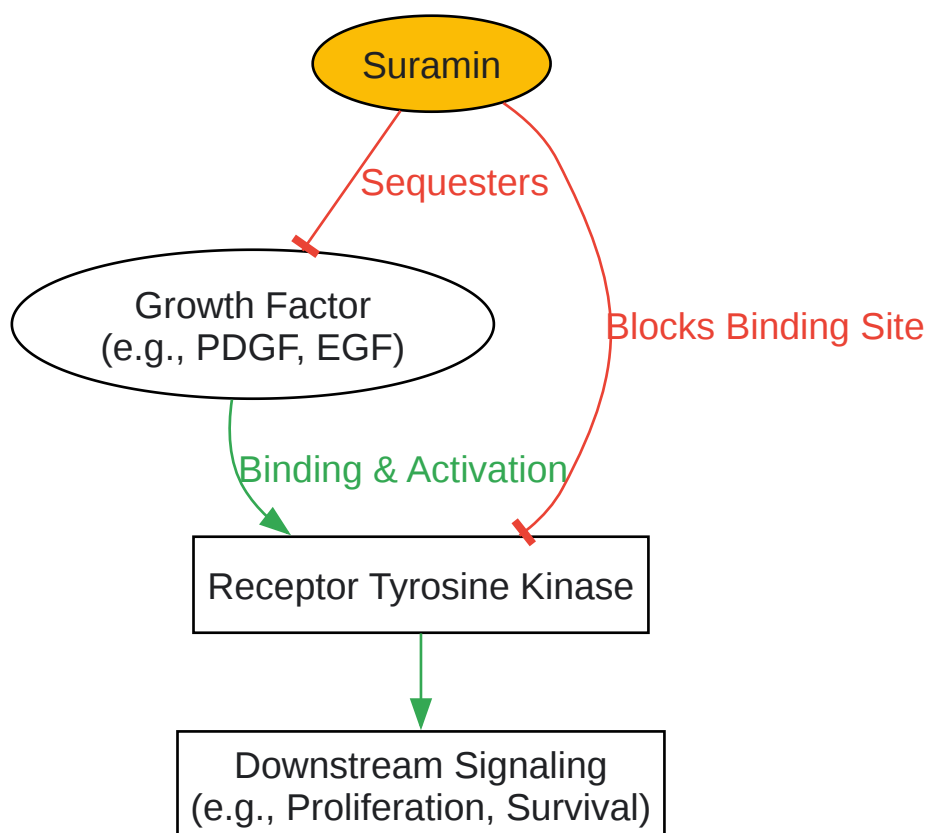 Suramin
Sequesters
Growth Factor
(e.g., PDGF, EGF)
Blocks Binding Site
Binding & Activation
Receptor Tyrosine Kinase
Downstream Signaling
(e.g., Proliferation, Survival)